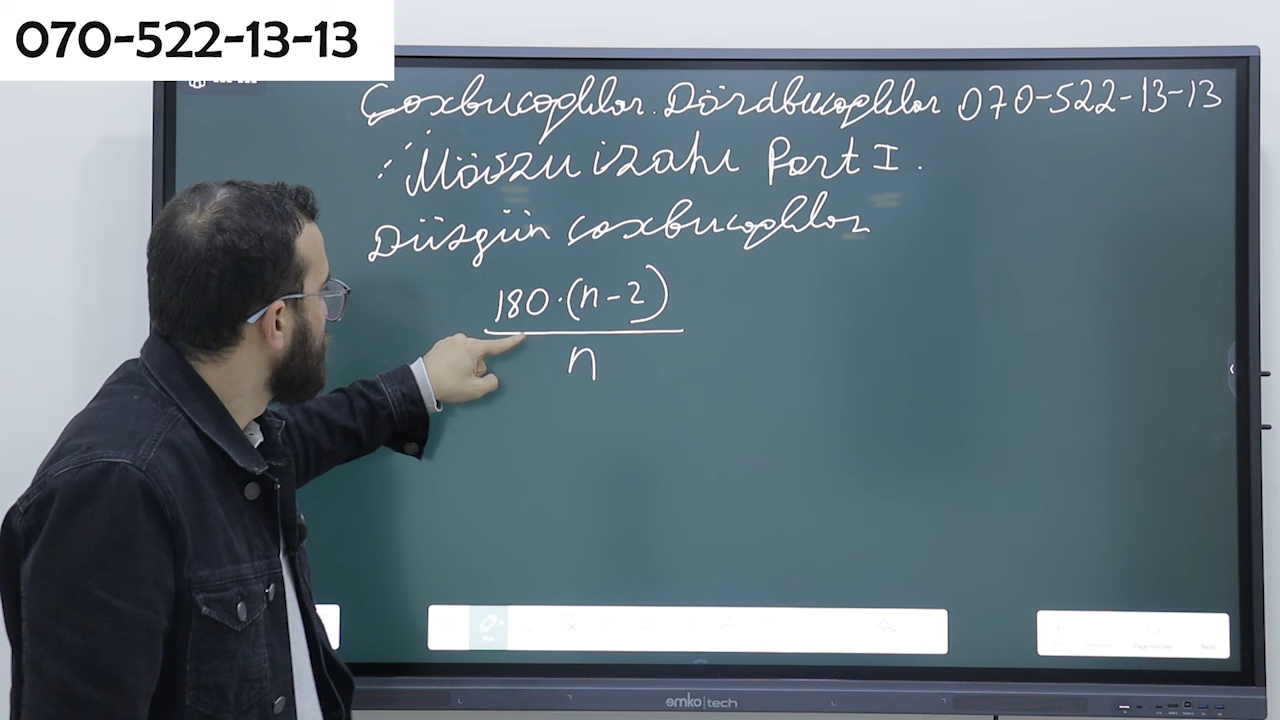 070-522-13-13
Çoxbucaqlılar. Dördbucaqlılar 070-522-13-13
Mövzu izahı Part I.
Düzgün çoxbucaqlılar
180·(n-2)
n
emko|tech